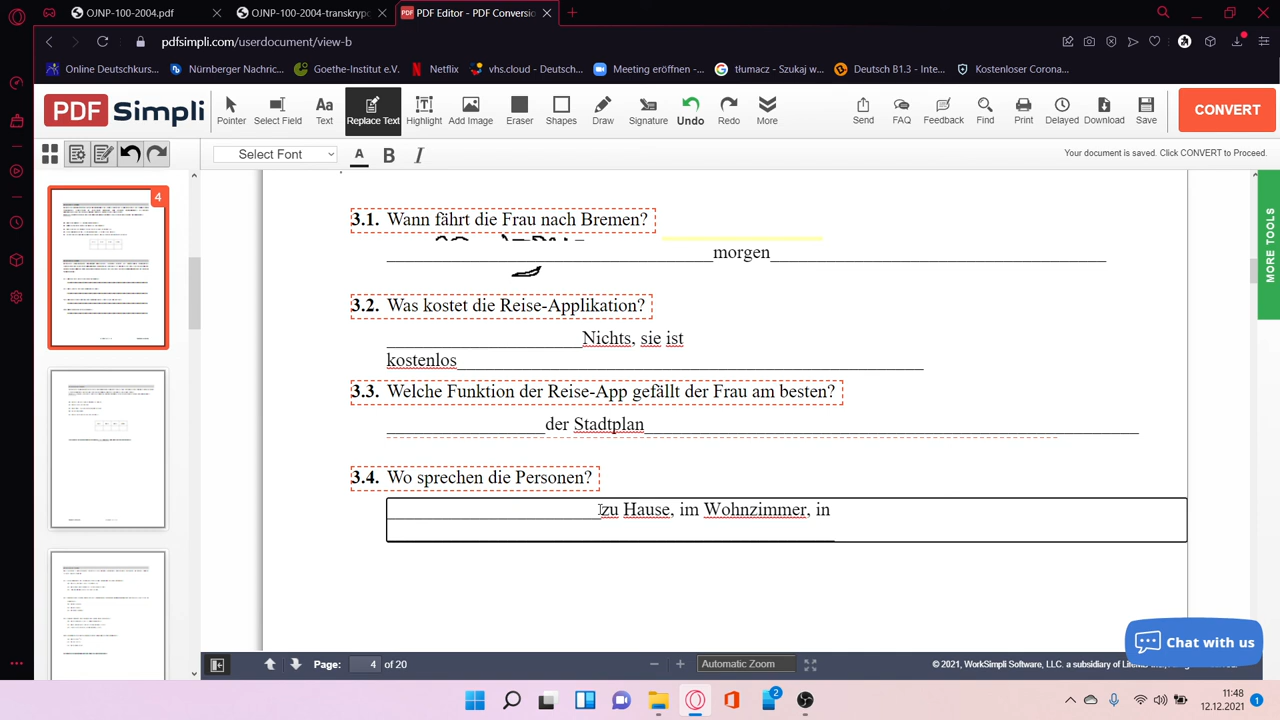 OJNP-100-2004.pdf
OJNP-100-2004-transkryp
PDF Editor - PDF Conversi
pdfsimpli.com/userdocument/view-b
Online Deutschkurs...
Nürnberger Nachric...
Goethe-Institut e.V.
Netflix
vhs.cloud - Deutsch...
Meeting eröffnen -...
tłumacz - Szukaj w...
Deutsch B1.3 - Inte...
Kostenloser Corona...
PDF Simpli
Pointer
Select Field
Text
Replace Text
Highlight
Add Image
Eraser
Shapes
Draw
Signature
Undo
Redo
More
Send
FAQ
Feedback
Find
Print
Delayed
Download
Save
CONVERT
Select Font
A B I
Your document is saved. Click CONVERT to Proceed.
4
3.1. Wann fährt die Frau nach Bremen?
morgen
3.2. Was kostet die Reise-Applikation?
Nichts, sie ist
kostenlos
3.3. Welche Funktion der Reise-App gefällt der Frau am besten?
der Stadtplan
3.4. Wo sprechen die Personen?
zu Hause, im Wohnzimmer, in
MORE TOOLS
Chat with us
Page: 4 of 20
Automatic Zoom
© 2021, WorkSimpli Software, LLC. a subsidiary of
2
11:48
12.12.2021
1